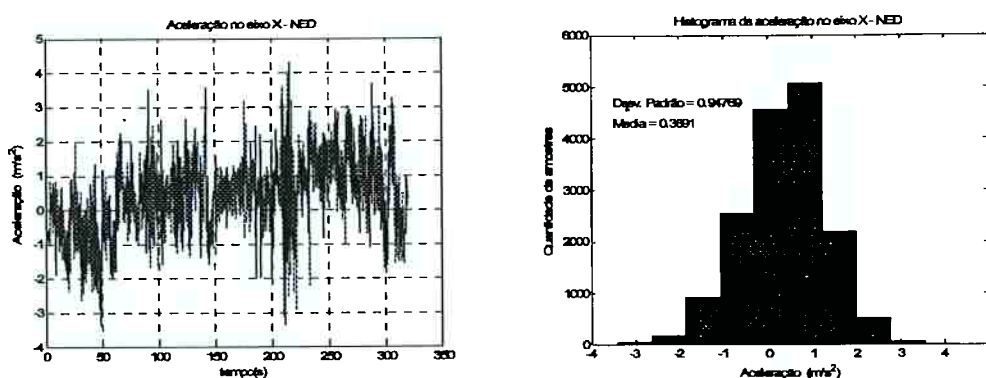 Aceleração no eixo X - NED
5
4
3
2
1
0
-1
-2
-3
-4
0 50 100 150 200 250 300 350
Aceleração (m/s²)
tempo(s)
Histograma da aceleração no eixo X - NED
6000
5000
4000
3000
2000
1000
0
Desv. Padrão = 0.94769
Media = 0.3691
Quantidade de amostras
-4 -3 -2 -1 0 1 2 3 4
Aceleração (m/s²)